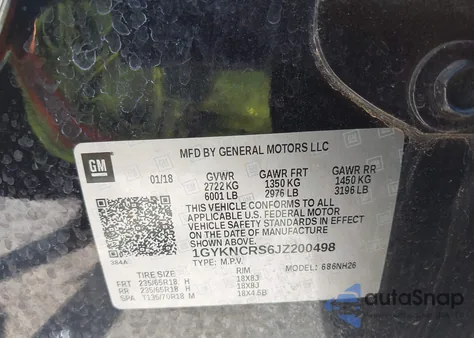 GM
MFD BY GENERAL MOTORS LLC
01/18 GVWR GAWR FRT GAWR RR
2722 KG 1350 KG 1450 KG
6001 LB 2976 LB 3196 LB
THIS VEHICLE CONFORMS TO ALL
APPLICABLE U.S. FEDERAL MOTOR
VEHICLE SAFETY STANDARDS IN
EFFECT ON THE DATE OF
MANUFACTURE SHOWN ABOVE.
1GYKNCRS6JZ200498
TYPE: M.P.V. MODEL: 686NH26
384A
TIRE SIZE RIM
FRT 235/65R18 H 18X8J
RR 235/65R18 H 18X8J
SPA T135/70R18 M 18X4.5B
autoSnap